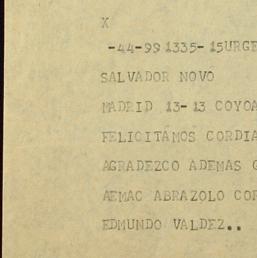 X
-44-99 1335- 15URGE
SALVADOR NOVO
MADRID 13-13 COYOA
FELICITAMOS CORDIA
AGRADEZCO ADEMAS
AEMAC ABRAZOLO COR
EDMUNDO VALDEZ..